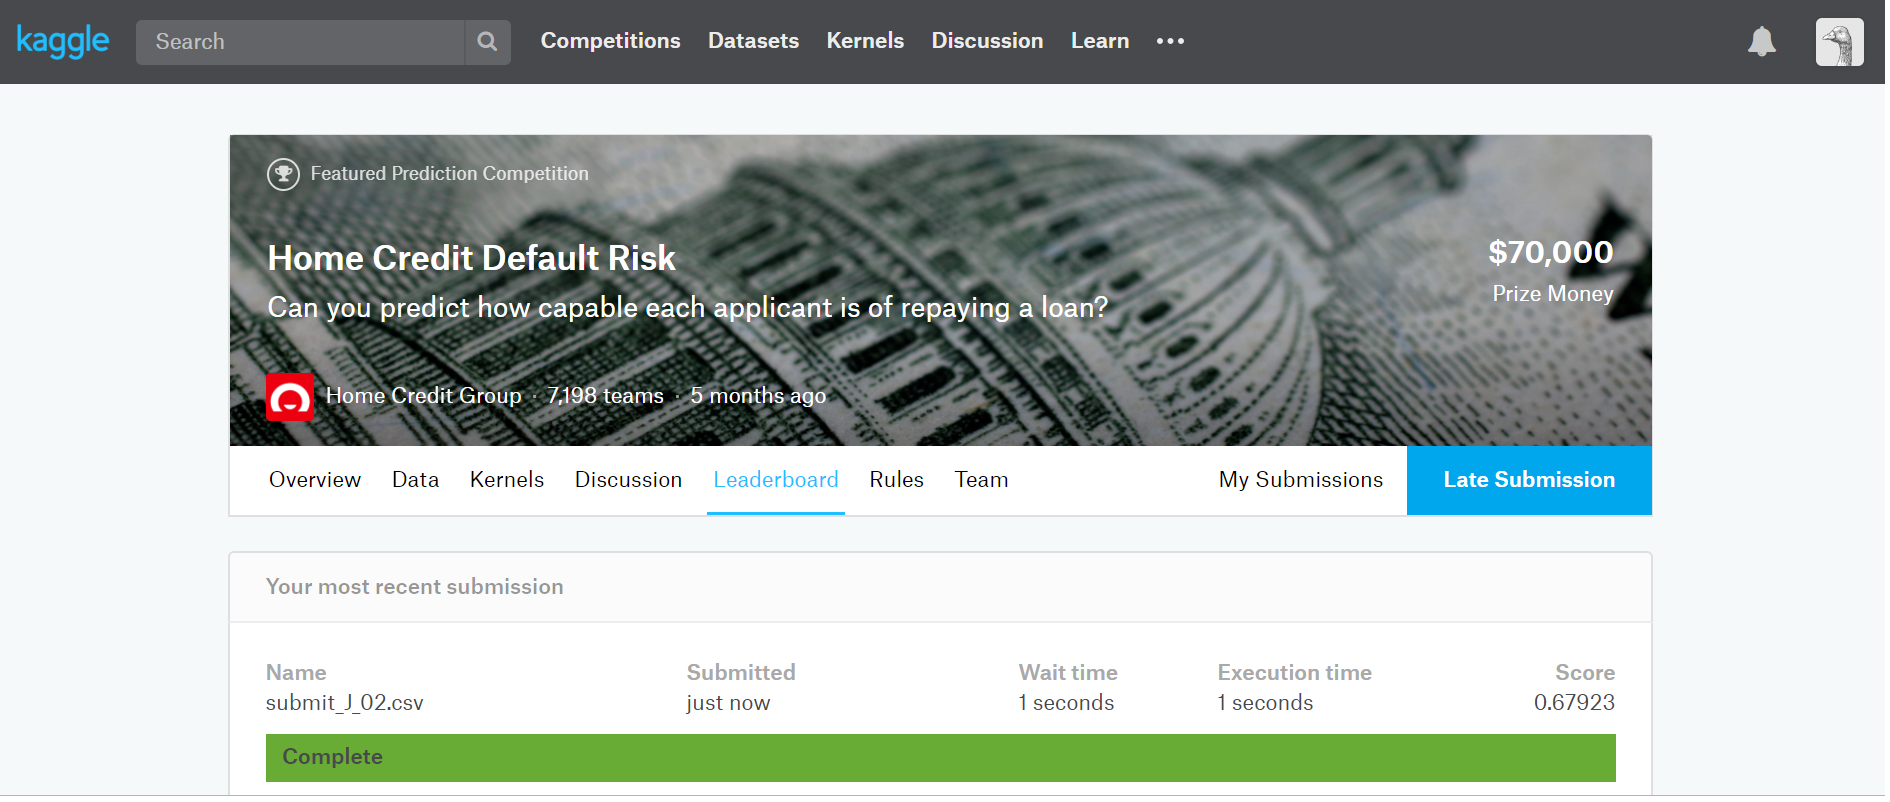 kaggle Search Competitions Datasets Kernels Discussion Learn
Featured Prediction Competition
Home Credit Default Risk
Can you predict how capable each applicant is of repaying a loan?
$70,000
Prize Money
Home Credit Group · 7,198 teams · 5 months ago
Overview Data Kernels Discussion Leaderboard Rules Team My Submissions Late Submission
Your most recent submission
Name Submitted Wait time Execution time Score
submit_J_02.csv just now 1 seconds 1 seconds 0.67923
Complete